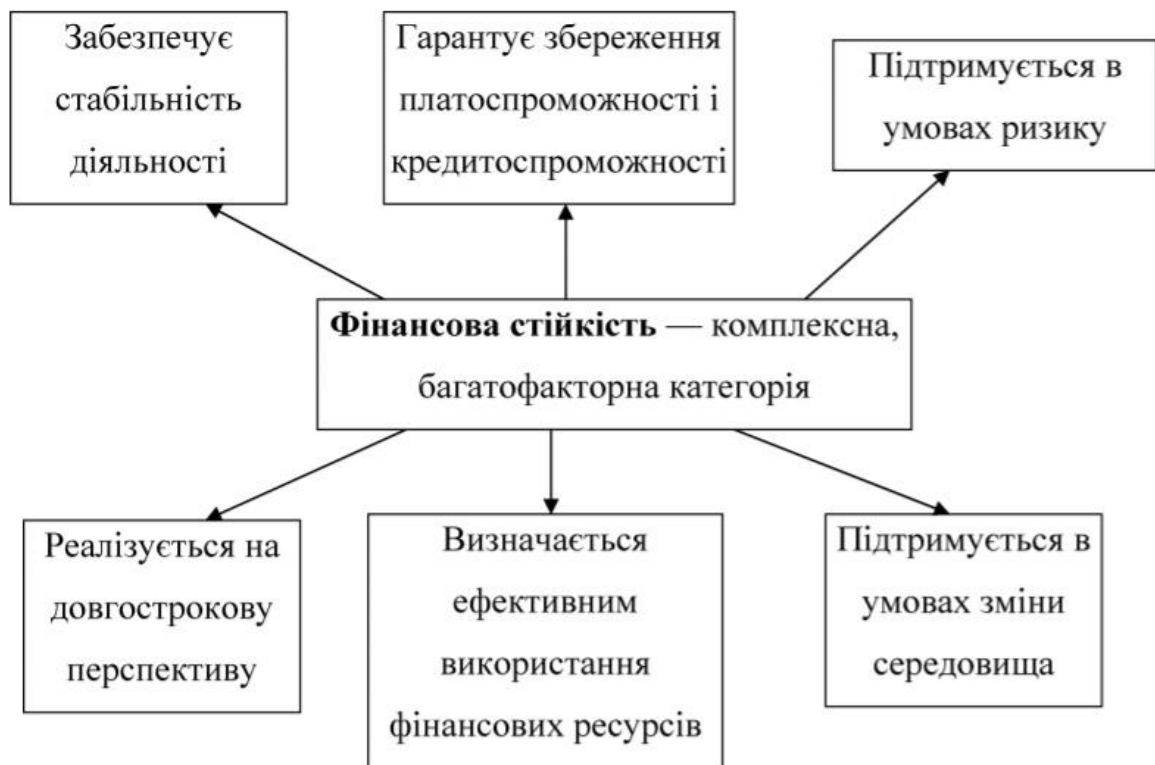 Забезпечує
стабільність
діяльності
Гарантує збереження
платоспроможності і
кредитоспроможності
Підтримується в
умовах ризику
Фінансова стійкість — комплексна,
багатофакторна категорія
Реалізується на
довгострокову
перспективу
Визначається
ефективним
використання
фінансових ресурсів
Підтримується в
умовах зміни
середовища